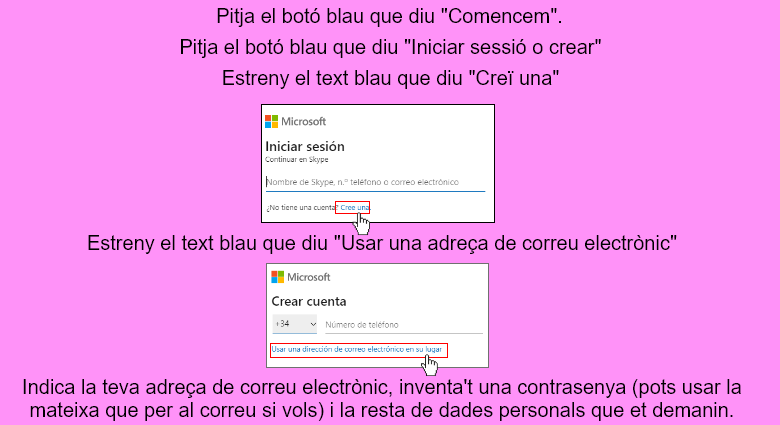 Pitja el botó blau que diu "Comencem".
Pitja el botó blau que diu "Iniciar sessió o crear"
Estreny el text blau que diu "Creï una"
Microsoft
Iniciar sesión
Continuar en Skype
Nombre de Skype, n.º teléfono o correo electrónico
¿No tiene una cuenta? Cree una.
Estreny el text blau que diu "Usar una adreça de correu electrònic"
Microsoft
Crear cuenta
+34 Número de teléfono
Usar una dirección de correo electrónico en su lugar
Indica la teva adreça de correu electrònic, inventa't una contrasenya (pots usar la
mateixa que per al correu si vols) i la resta de dades personals que et demanin.